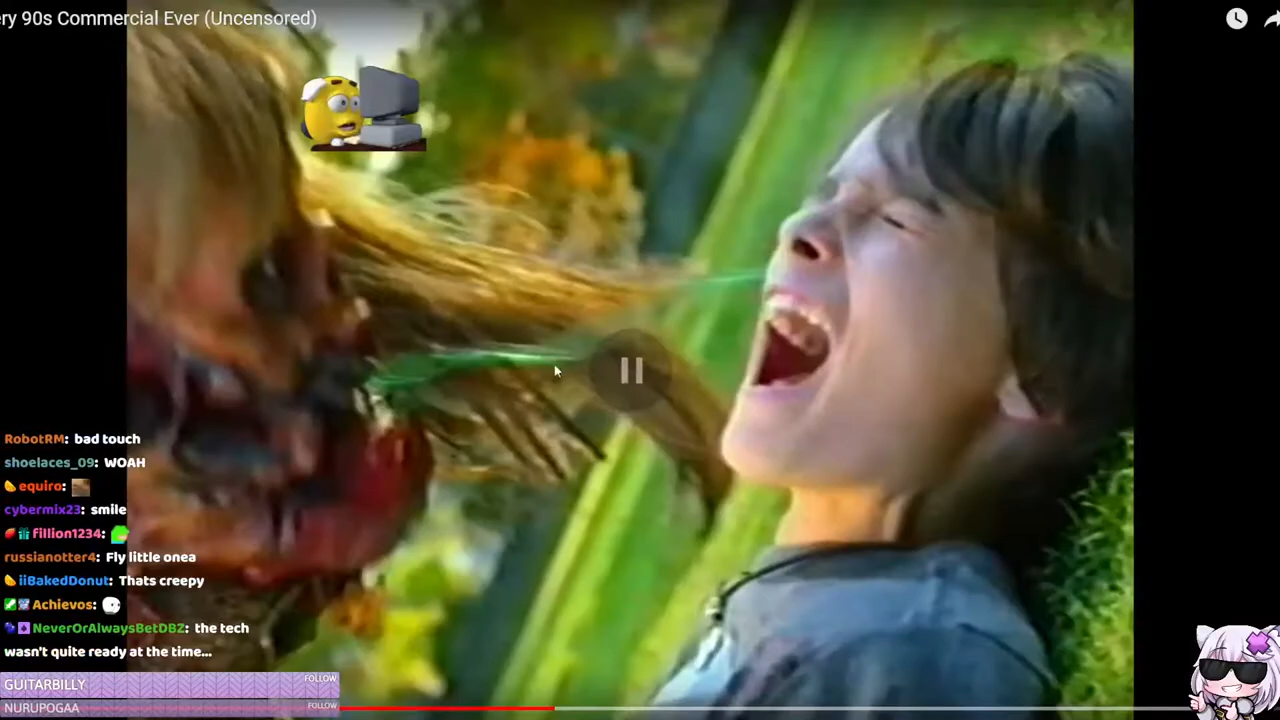 ry 90s Commercial Ever (Uncensored)
RobotRM: bad touch
shoelaces_09: WOAH
equiro:
cybermix23: smile
fillion1234:
russianotter4: Fly little onea
iiBakedDonut: Thats creepy
Achievos:
NeverOrAlwaysBetDBZ: the tech
wasn't quite ready at the time...
GUITARBILLY FOLLOW
NURUPOGAA FOLLOW